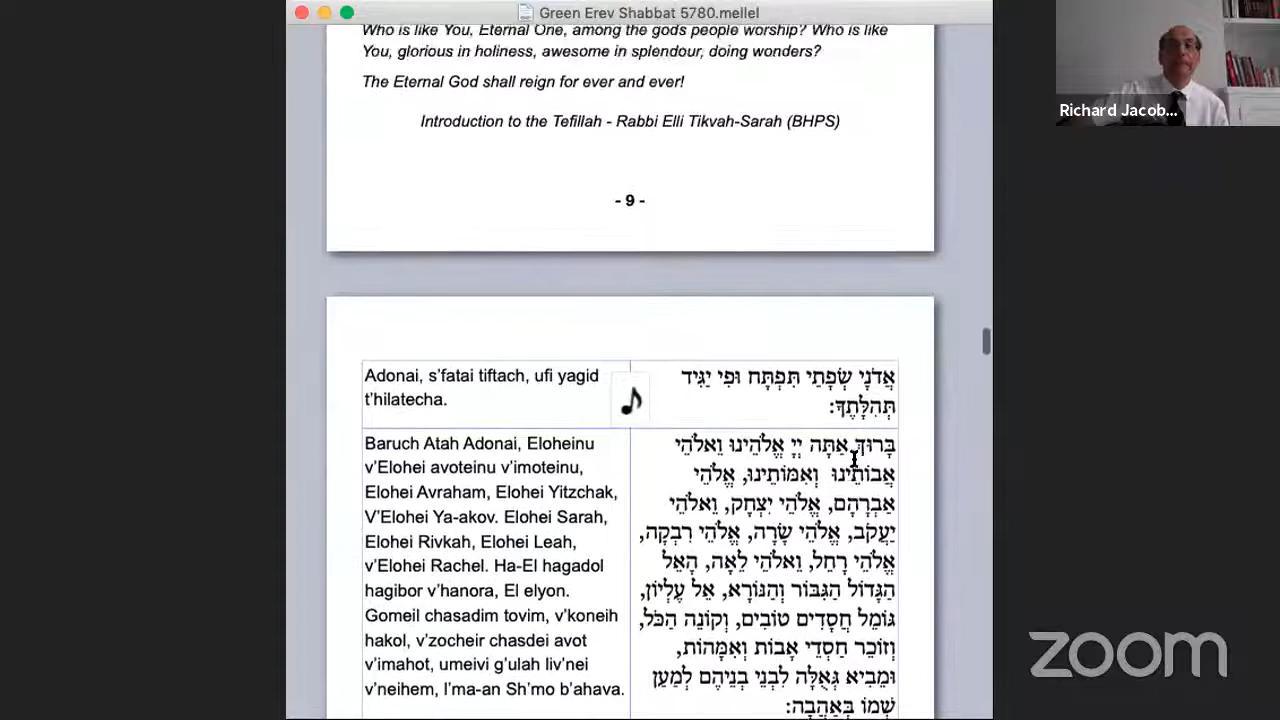 Green Erev Shabbat 5780.mellel
Who is like You, Eternal One, among the gods people worship? Who is like
You, glorious in holiness, awesome in splendour, doing wonders?
The Eternal God shall reign for ever and ever!
Introduction to the Tefillah - Rabbi Elli Tikvah-Sarah (BHPS)
- 9 -
Adonai, s’fatai tiftach, ufi yagid
t’hilatecha.
אֲדֹנָי שְׂפָתַי תִּפְתָּח וּפִי יַגִּיד
תְּהִלָּתֶךָ:
Baruch Atah Adonai, Eloheinu
v’Elohei avoteinu v’imoteinu,
Elohei Avraham, Elohei Yitzchak,
V’Elohei Ya-akov. Elohei Sarah,
Elohei Rivkah, Elohei Leah,
v’Elohei Rachel. Ha-El hagadol
hagibor v’hanora, El elyon.
Gomeil chasadim tovim, v’koneih
hakol, v’zocheir chasdei avot
v’imahot, umeivi g’ulah liv’nei
v’neihem, l’ma-an Sh’mo b’ahava.
בָּרוּךְ אַתָּה יְיָ אֱלֹהֵינוּ וֵאלֹהֵי
אֲבוֹתֵינוּ וְאִמּוֹתֵינוּ, אֱלֹהֵי
אַבְרָהָם, אֱלֹהֵי יִצְחָק, וֵאלֹהֵי
יַעֲקֹב, אֱלֹהֵי שָׂרָה, אֱלֹהֵי רִבְקָה,
אֱלֹהֵי רָחֵל, וֵאלֹהֵי לֵאָה, הָאֵל
הַגָּדוֹל הַגִּבּוֹר וְהַנּוֹרָא, אֵל עֶלְיוֹן,
גּוֹמֵל חֲסָדִים טוֹבִים, וְקוֹנֵה הַכֹּל,
וְזוֹכֵר חַסְדֵי אָבוֹת וְאִמָּהוֹת,
וּמֵבִיא גְּאֻלָּה לִבְנֵי בְנֵיהֶם לְמַעַן
שְׁמוֹ בְּאַהֲבָה:
Richard Jacob...
zoom